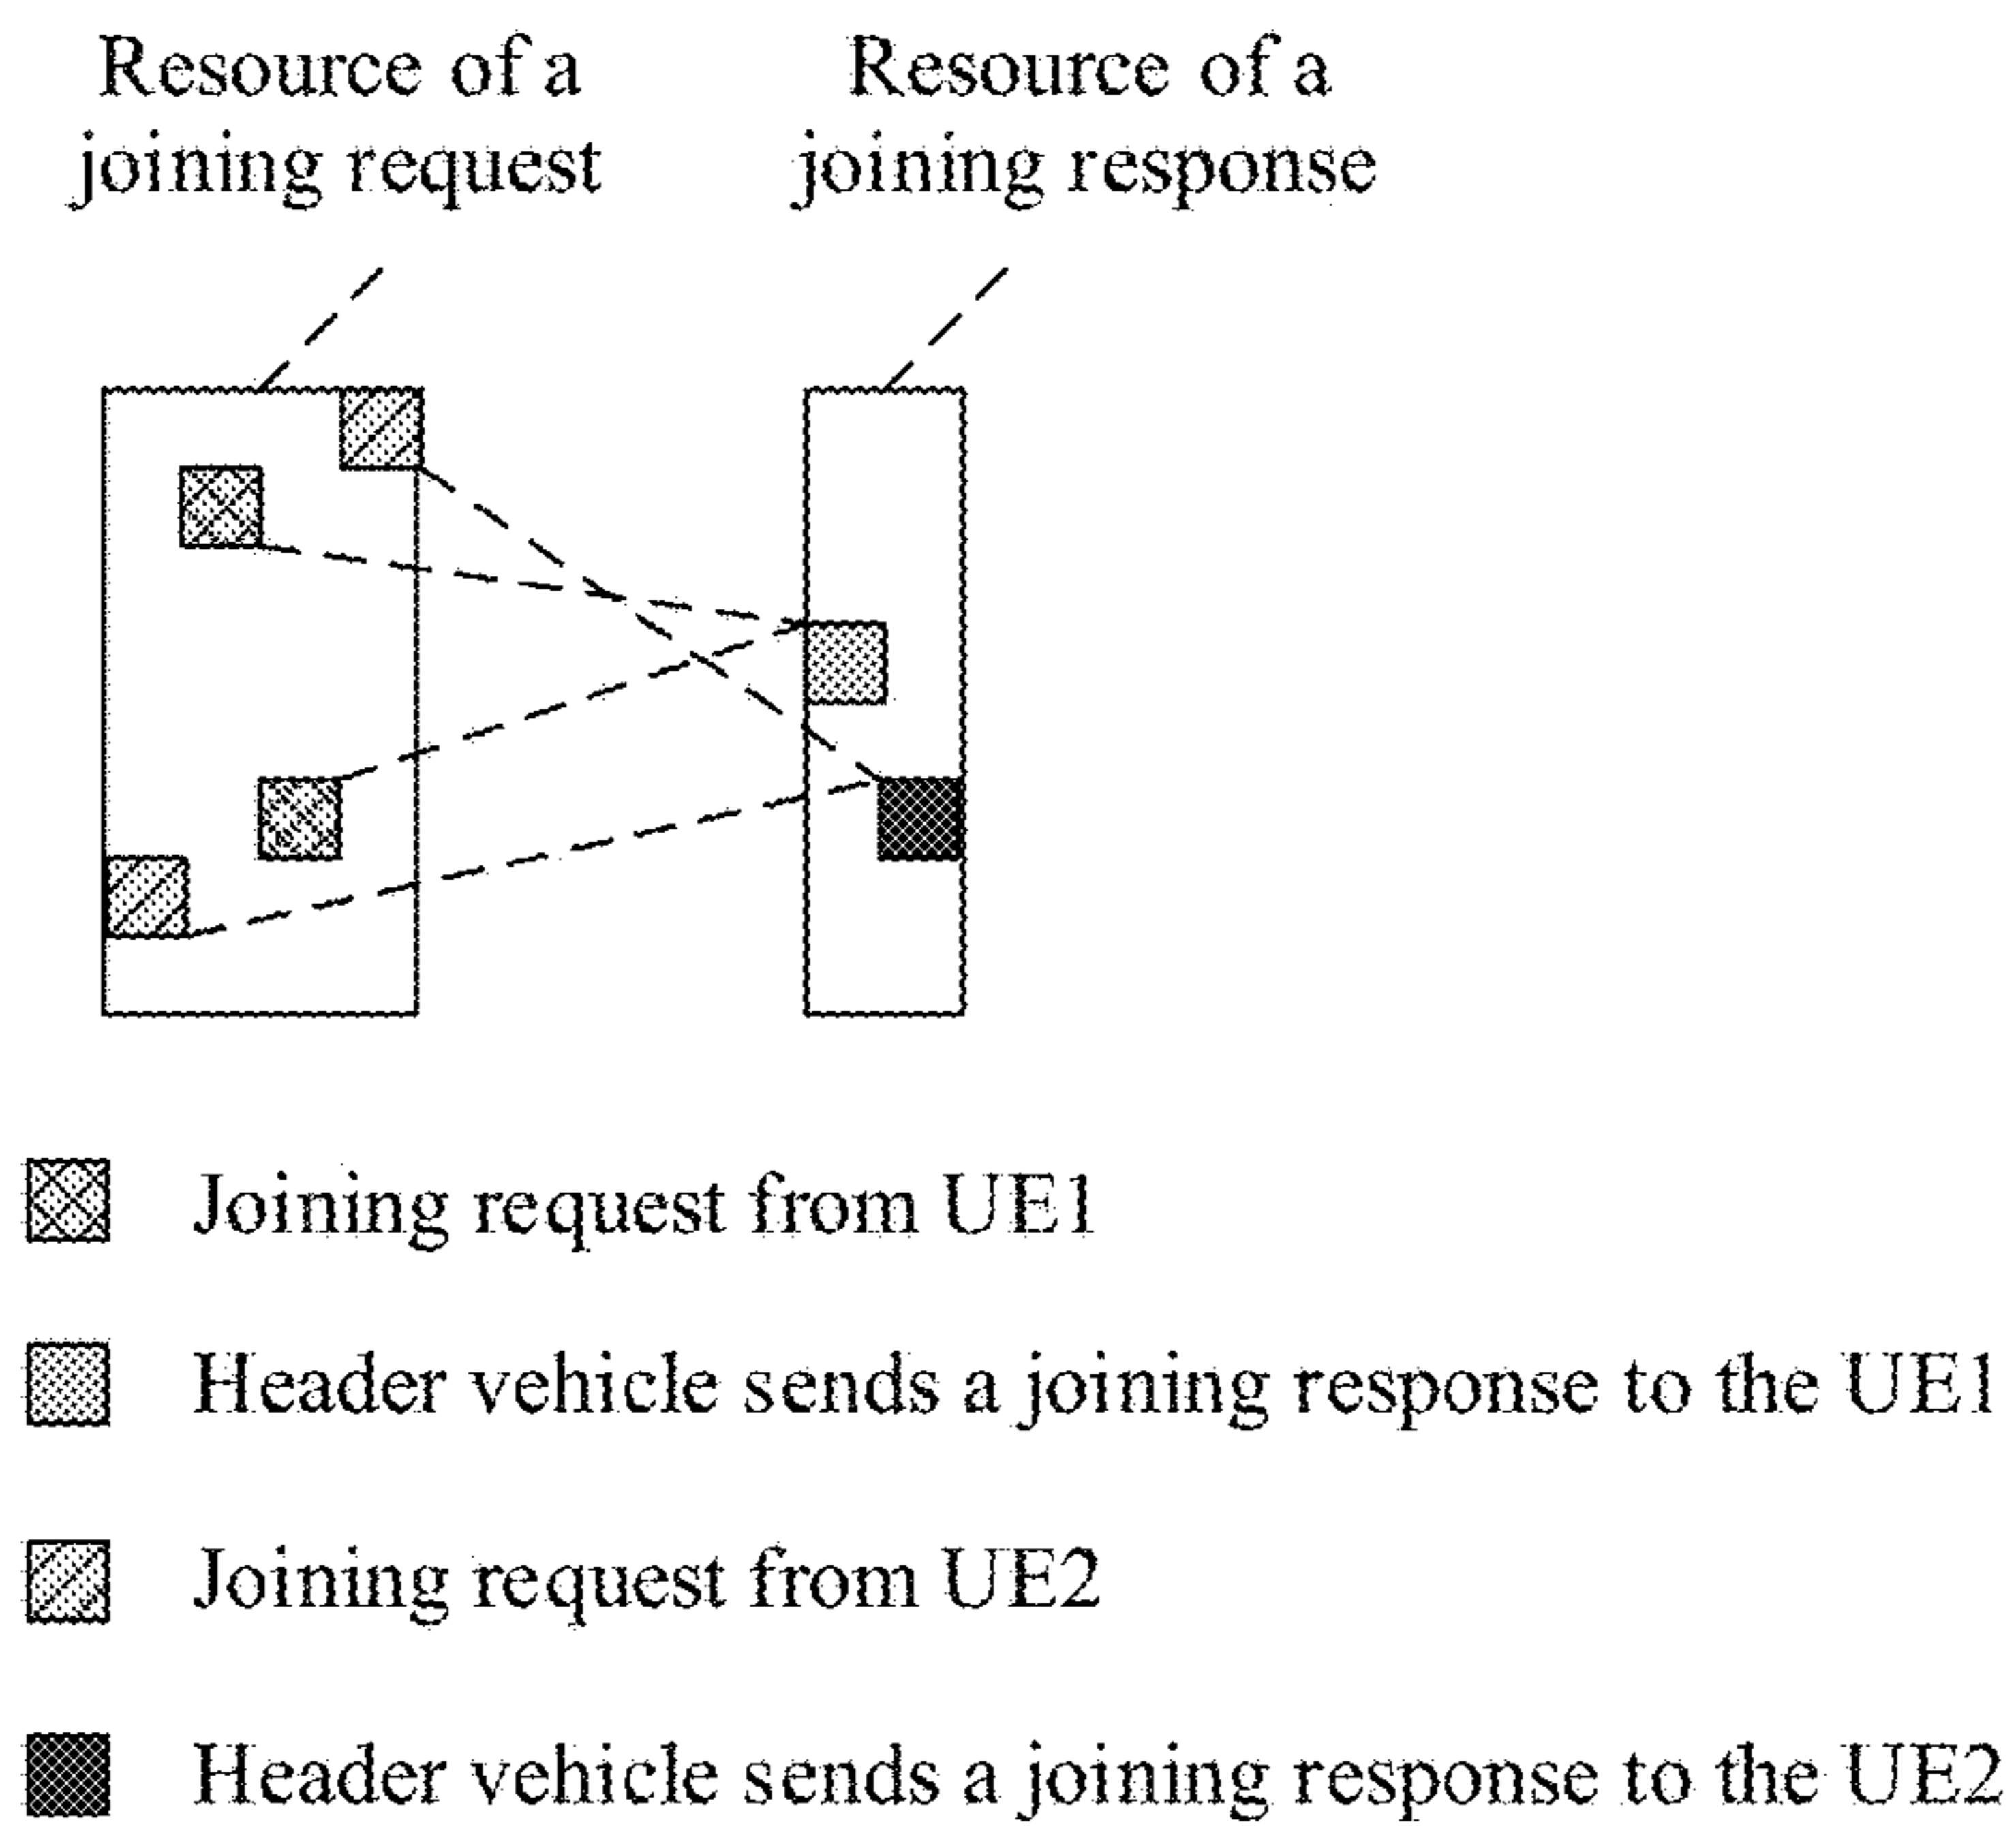 Resource of a
joining request
Resource of a
joining response
Joining request from UE1
Header vehicle sends a joining response to the UE1
Joining request from UE2
Header vehicle sends a joining response to the UE2